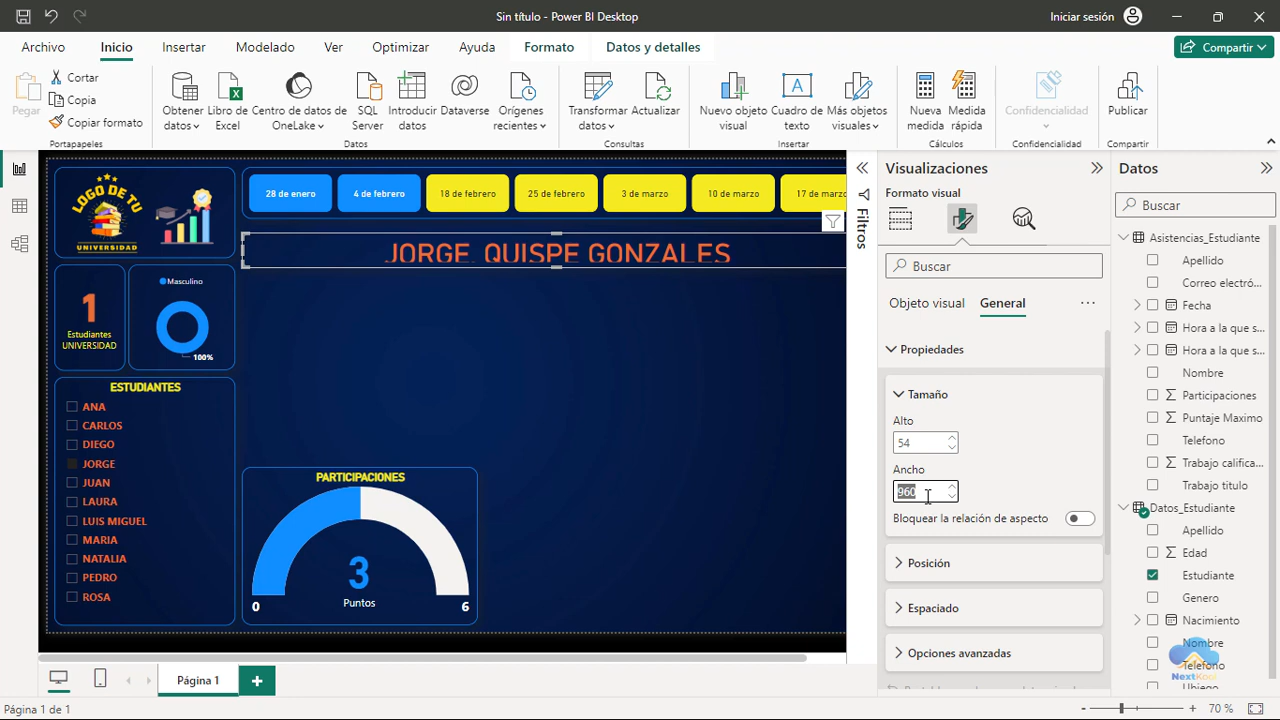 Sin título - Power BI Desktop
Iniciar sesión
Archivo Inicio Insertar Modelado Ver Optimizar Ayuda Formato Datos y detalles Compartir
Pegar
Cortar
Copia
Copiar formato
Portapapeles
Obtener datos
Libro de Excel
Centro de datos de OneLake
SQL Server
Introducir datos
Dataverse
Orígenes recientes
Datos
Transformar datos
Actualizar
Consultas
Nuevo objeto visual
Cuadro de texto
Más objetos visuales
Insertar
Nueva medida
Medida rápida
Cálculos
Confidencialidad
Confidencialidad
Publicar
Compartir
LOGO DE TU
UNIVERSIDAD
28 de enero
4 de febrero
18 de febrero
25 de febrero
3 de marzo
10 de marzo
17 de marzo
JORGE. QUISPE GONZALES
1
Estudiantes
UNIVERSIDAD
Masculino
100%
ESTUDIANTES
ANA
CARLOS
DIEGO
JORGE
JUAN
LAURA
LUIS MIGUEL
MARIA
NATALIA
PEDRO
ROSA
PARTICIPACIONES
3
Puntos
0
6
Filtros
Visualizaciones
Formato visual
Buscar
Objeto visual
General
Propiedades
Tamaño
Alto
54
Ancho
960
Bloquear la relación de aspecto
Posición
Espaciado
Opciones avanzadas
Datos
Buscar
Asistencias_Estudiante
Apellido
Correo electró...
Fecha
Hora a la que s...
Hora a la que s...
Nombre
Participaciones
Puntaje Maximo
Telefono
Trabajo califica...
Trabajo titulo
Datos_Estudiante
Apellido
Edad
Estudiante
Genero
Nacimiento
Nombre
Telefono
NextKool
Página 1
Página 1 de 1
70 %